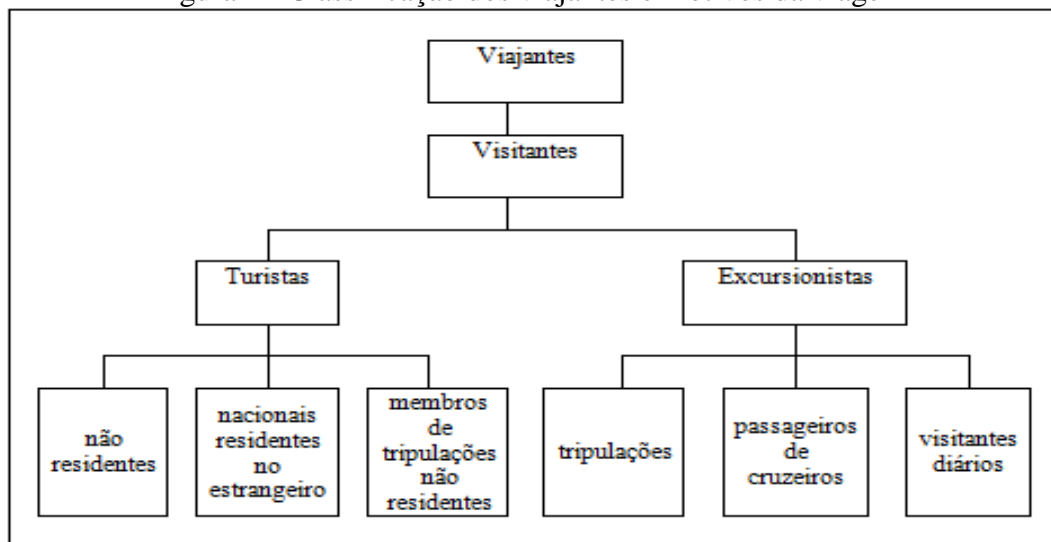 Viajantes
Visitantes
Turistas
Excursionistas
não
residentes
nacionais
residentes
no
estrangeiro
membros
de
tripulações
não
residentes
tripulações
passageiros
de
cruzeiros
visitantes
diários